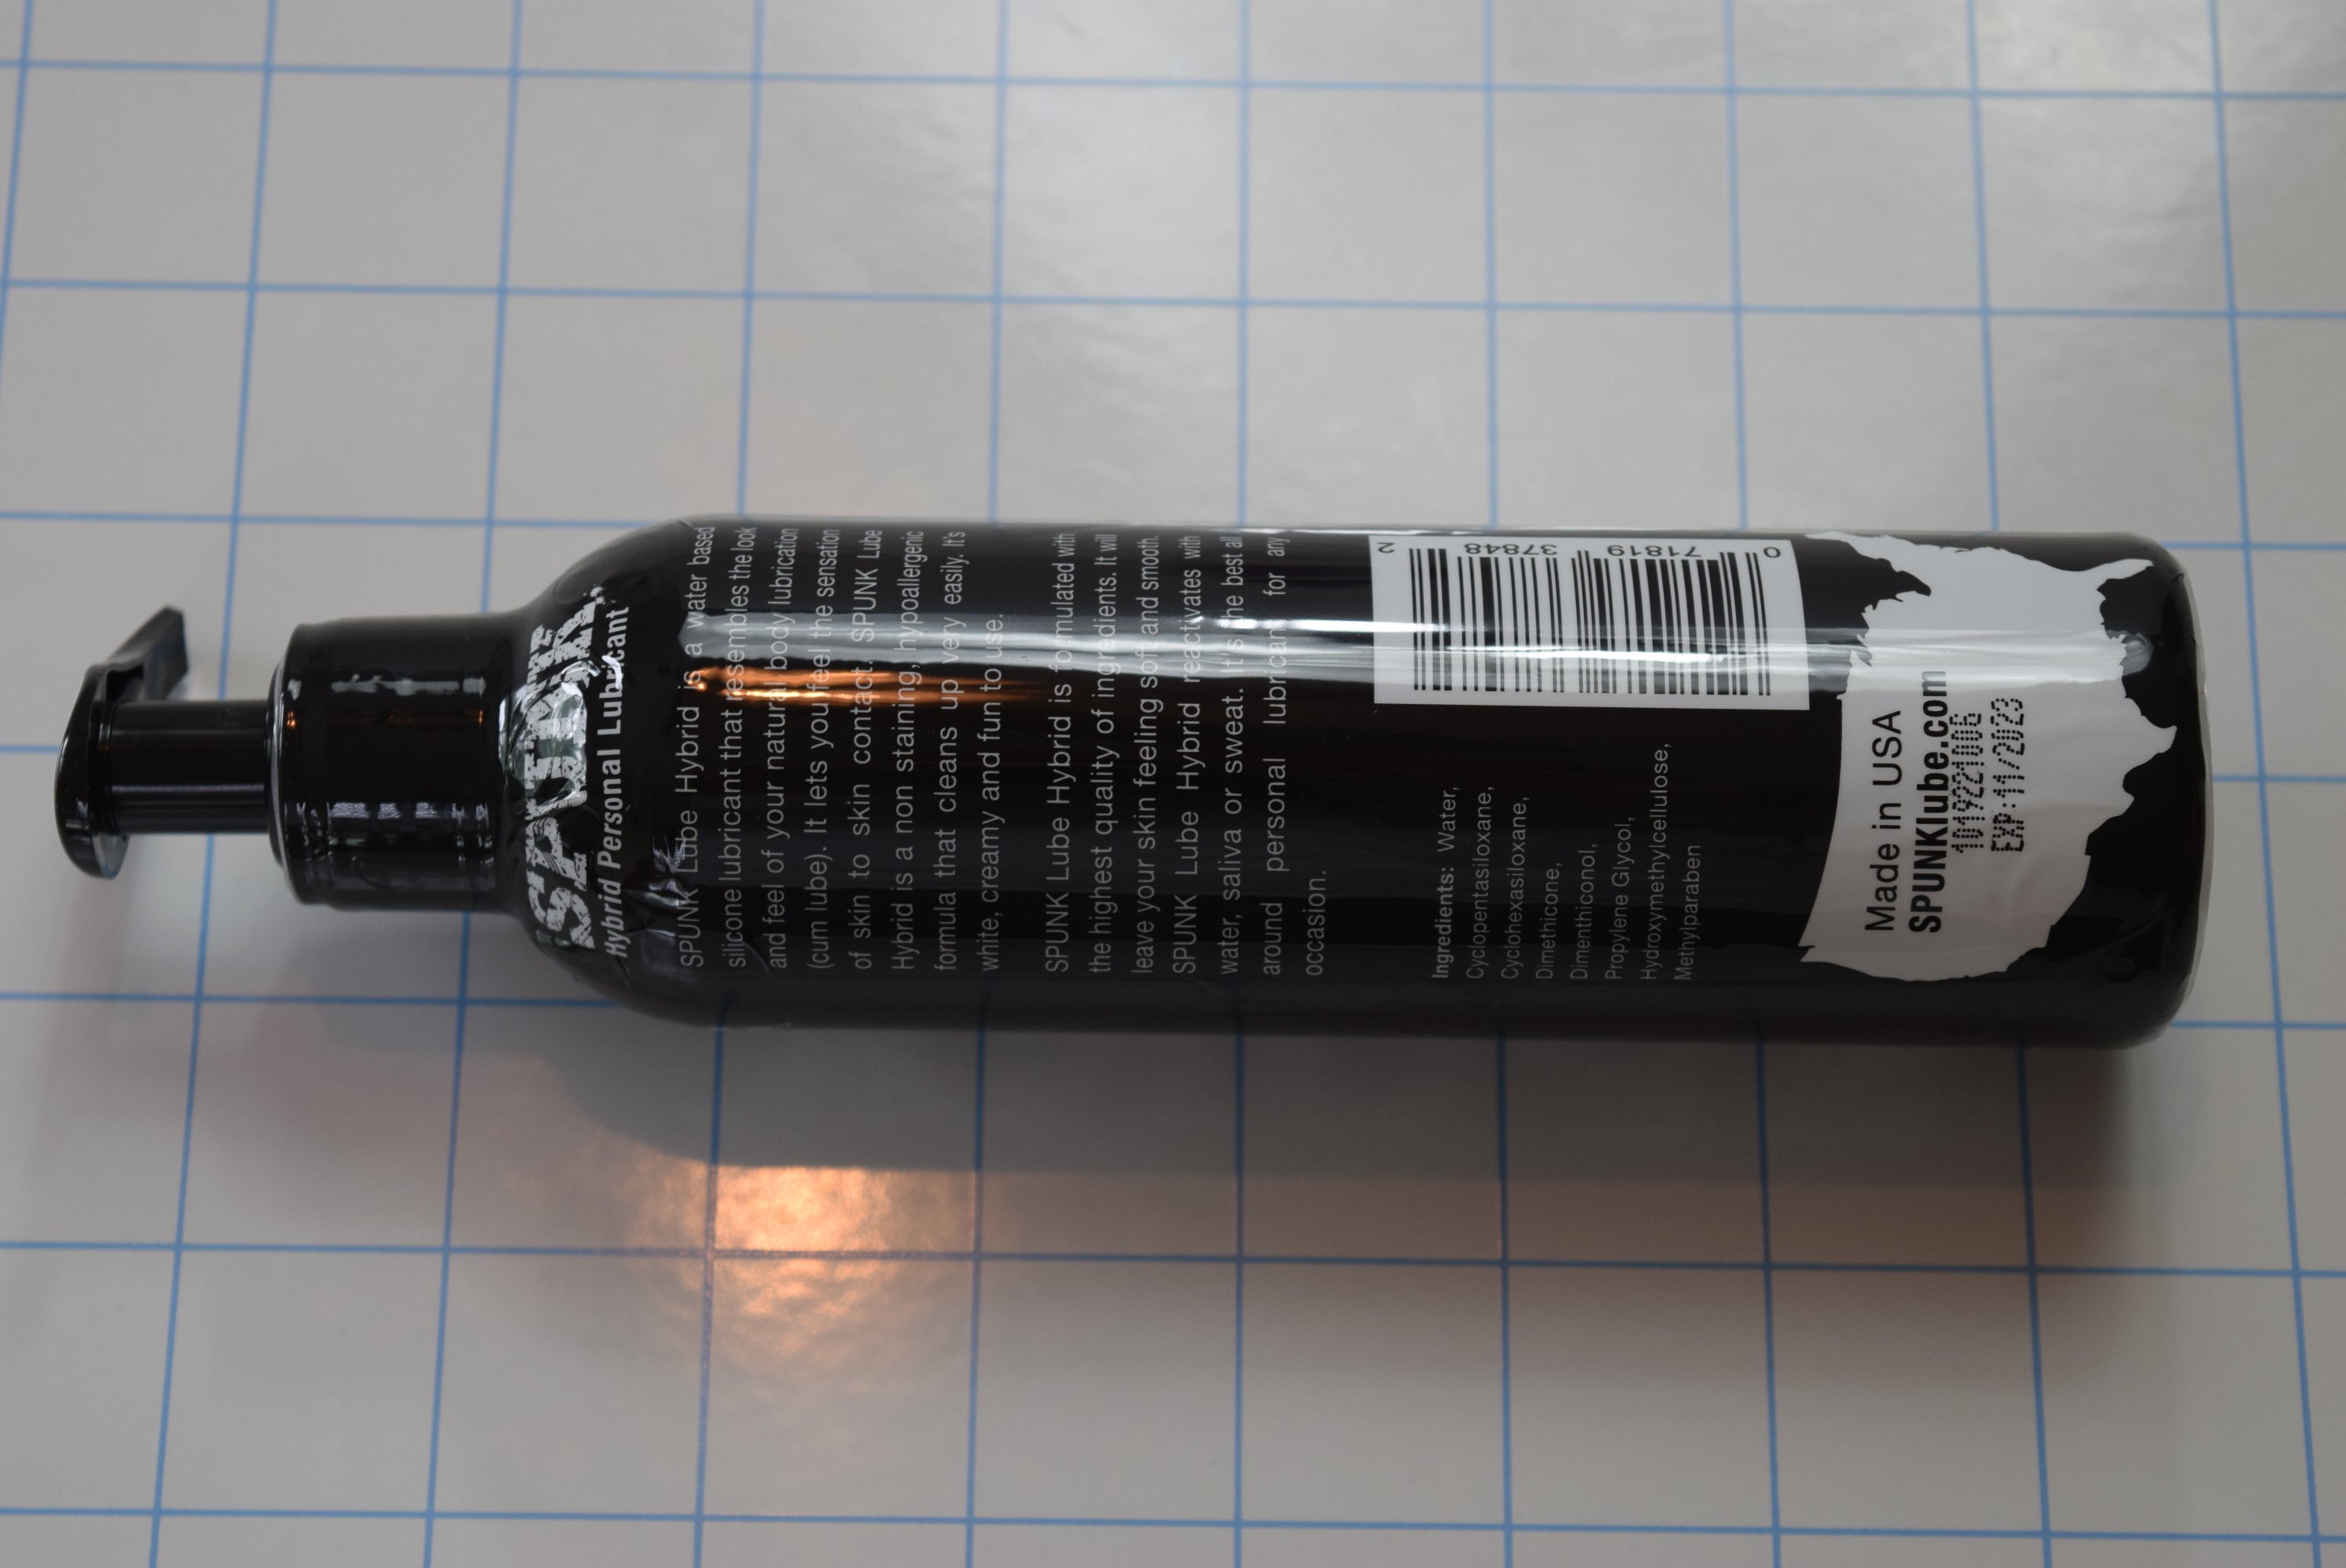 SPUNK
Hybrid Personal Lubricant
SPUNK Lube Hybrid is a water based
silicone lubricant that resembles the look
and feel of your natural body lubrication
(cum lube). It lets you feel the sensation
of skin to skin contact. SPUNK Lube
Hybrid is a non staining, hypoallergenic
formula that cleans up very easily. It's
white, creamy and fun to use.
SPUNK Lube Hybrid is formulated with
the highest quality of ingredients. It will
leave your skin feeling soft and smooth.
SPUNK Lube Hybrid reactivates with
water, saliva or sweat. It's the best all
around personal lubricant for any
occasion.
Ingredients: Water,
Cyclopentasiloxane,
Cyclohexasiloxane,
Dimethicone,
Dimenthiconol,
Propylene Glycol,
Hydroxymethylcellulose,
Methylparaben
0 71819 37848 2
Made in USA
SPUNKlube.com
101922100B
EXP:11/2023